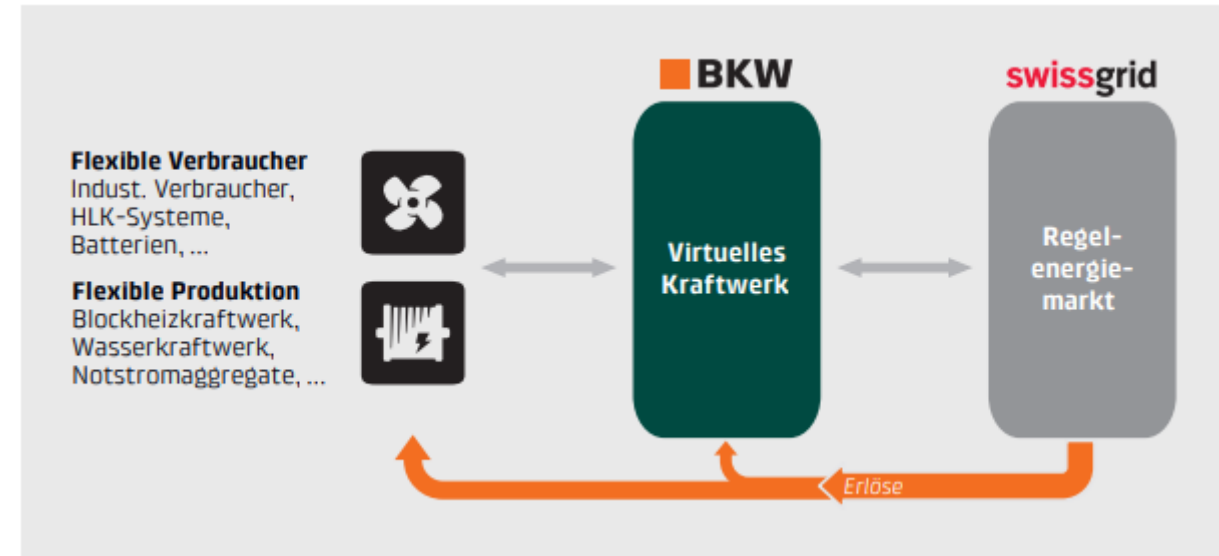 BKW
swissgrid
Flexible Verbraucher
Indust. Verbraucher,
HLK-Systeme,
Batterien, ...
Flexible Produktion
Blockheizkraftwerk,
Wasserkraftwerk,
Notstromaggregate, ...
Virtuelles
Kraftwerk
Regel-
energie-
markt
Erlöse